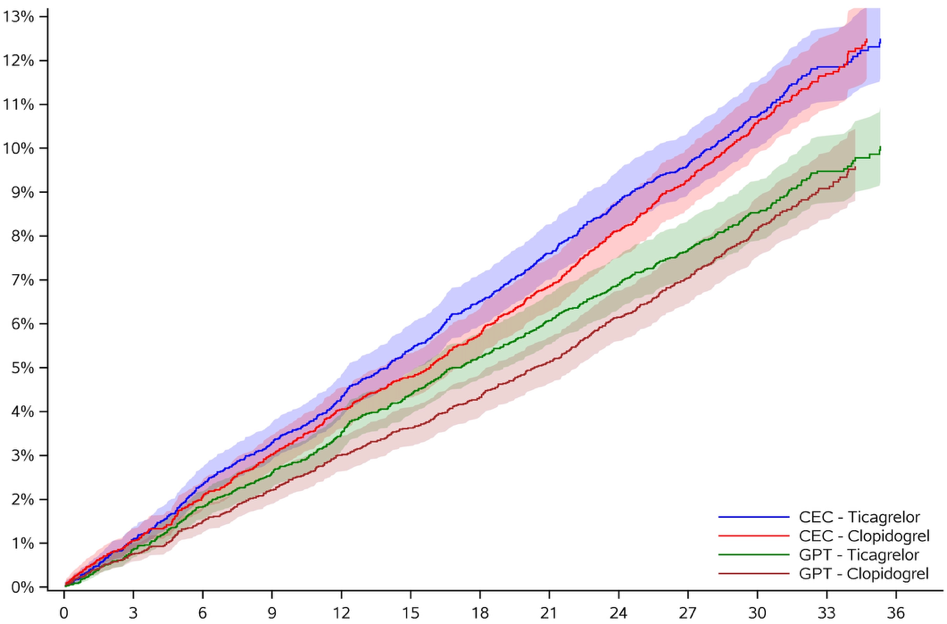 13%
12%
11%
10%
9%
8%
7%
6%
5%
4%
3%
2%
1%
0%
CEC - Ticagrelor
CEC - Clopidogrel
GPT - Ticagrelor
GPT - Clopidogrel
0 3 6 9 12 15 18 21 24 27 30 33 36